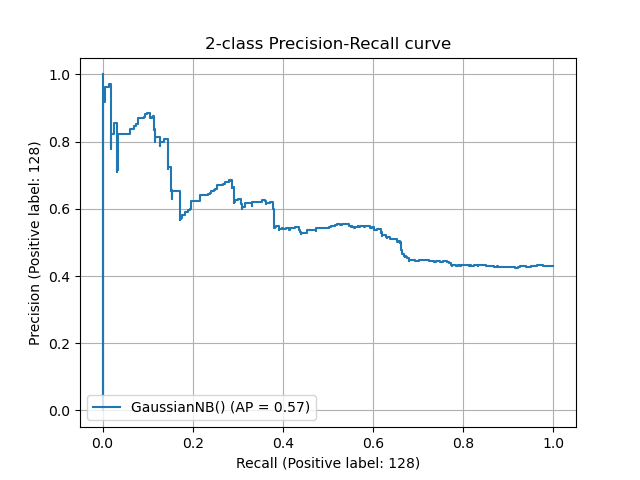 2-class Precision-Recall curve
1.0
0.8
0.6
0.4
0.2
0.0
Precision (Positive label: 128)
GaussianNB() (AP = 0.57)
0.0 0.2 0.4 0.6 0.8 1.0
Recall (Positive label: 128)